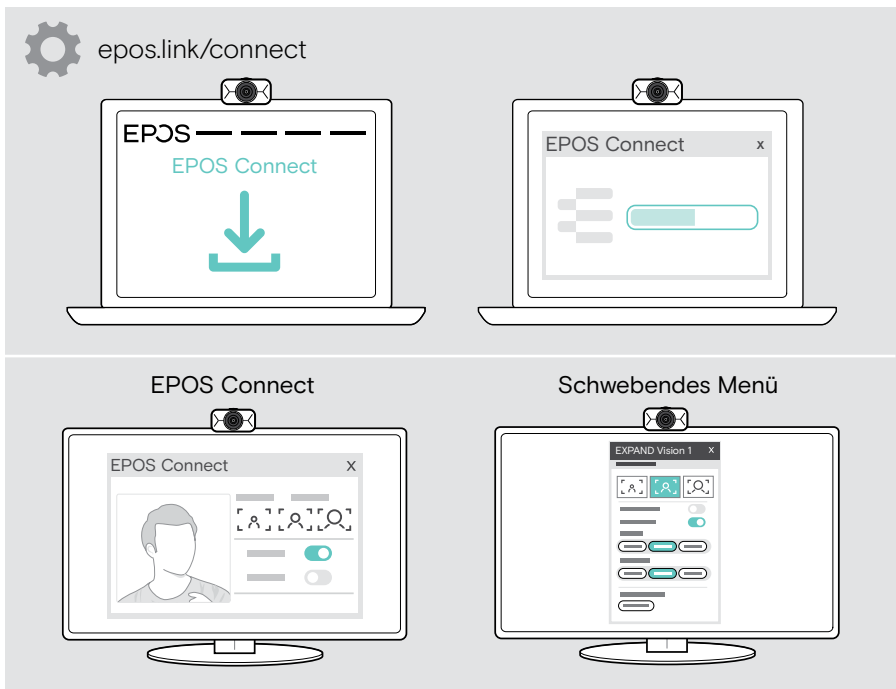 epos.link/connect
EPOS
EPOS Connect
EPOS Connect x
EPOS Connect
EPOS Connect x
Schwebendes Menü
EXPAND Vision 1 x